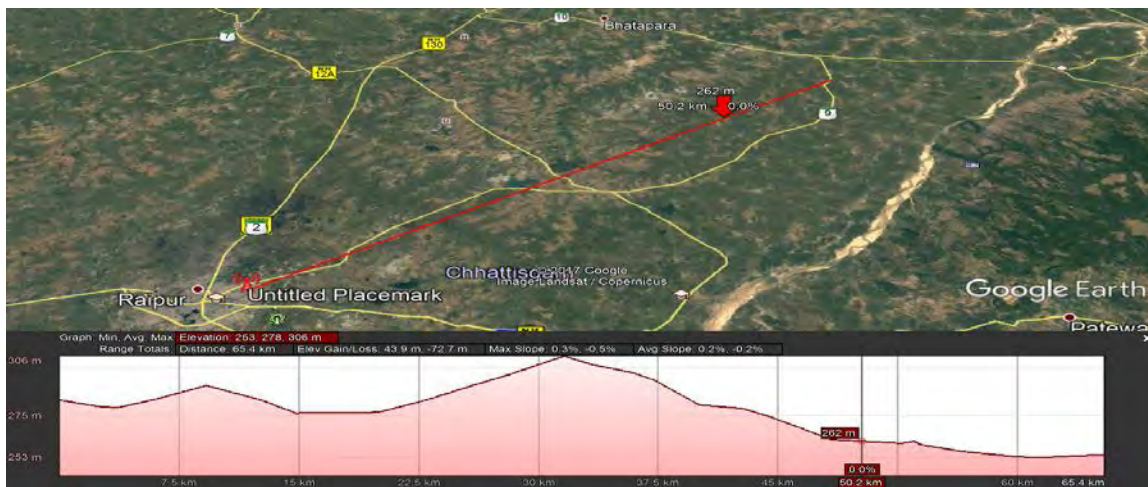 10
Bhatapara
7
130
12A
262 m
50.2 km 0.0%
9
2
Chhattisgarh
©2017 Google
Image Landsat / Copernicus
Raipur
Untitled Placemark
Google Earth
Patewa
Graph: Min, Avg, Max Elevation: 253, 278, 306 m
Range Totals: Distance: 65.4 km Elev Gain/Loss: 43.9 m, -72.7 m Max Slope: 0.3%, -0.5% Avg Slope: 0.2%, -0.2%
x
306 m
275 m
253 m
262 m
0.0%
7.5 km 15 km 22.5 km 30 km 37.5 km 45 km 50.2 km 60 km 65.4 km